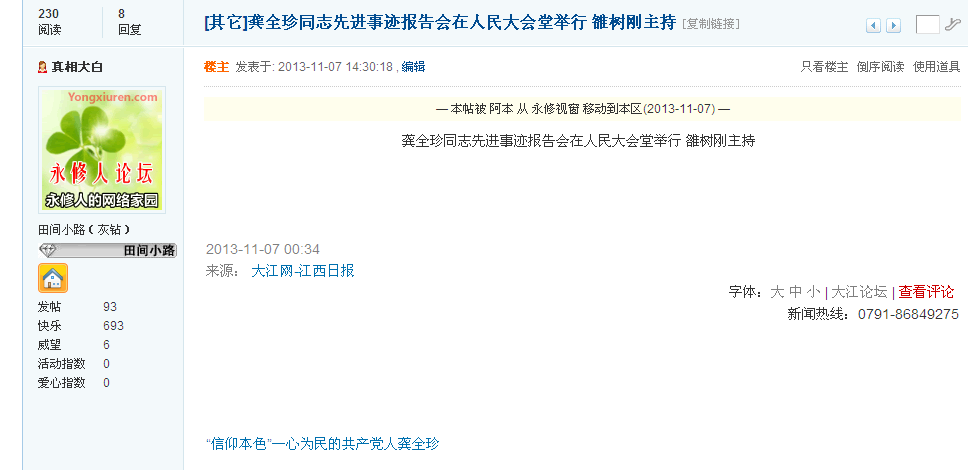 230
阅读
8
回复
[其它]龚全珍同志先进事迹报告会在人民大会堂举行 雒树刚主持 [复制链接]
真相大白
楼主 发表于: 2013-11-07 14:30:18 , 编辑
只看楼主 倒序阅读 使用道具
Yongxiuren.com
永修人论坛
永修人的网络家园
— 本帖被 阿本 从 永修视窗 移动到本区(2013-11-07) —
龚全珍同志先进事迹报告会在人民大会堂举行 雒树刚主持
田间小路 ( 灰钻 )
田间小路
2013-11-07 00:34
来源： 大江网-江西日报
字体： 大 中 小 | 大江论坛 | 查看评论
新闻热线：0791-86849275
发帖 93
快乐 693
威望 6
活动指数 0
爱心指数 0
“信仰本色”一心为民的共产党人龚全珍